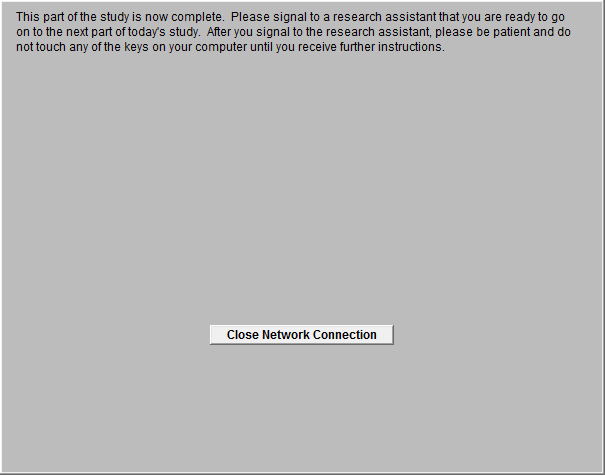 This part of the study is now complete.  Please signal to a research assistant that you are ready to go
on to the next part of today's study.  After you signal to the research assistant, please be patient and do
not touch any of the keys on your computer until you receive further instructions.
Close Network Connection